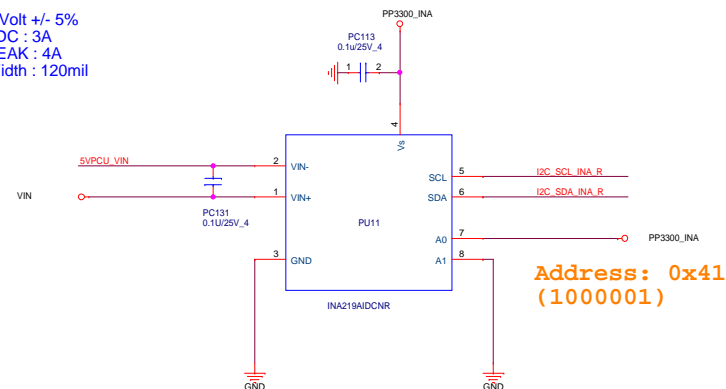 Volt +/- 5%
DC : 3A
EAK : 4A
idth : 120mil
PP3300_INA
PC113
0.1u/25V_4
1
2
4
Vs
5VPCU_VIN
2
VIN-
VIN
1
VIN+
PC131
0.1U/25V_4
PU11
SCL
5
I2C_SCL_INA_R
SDA
6
I2C_SDA_INA_R
A0
7
PP3300_INA
3
GND
A1
8
Address: 0x41
(1000001)
INA219AIDCNR
GND
GND